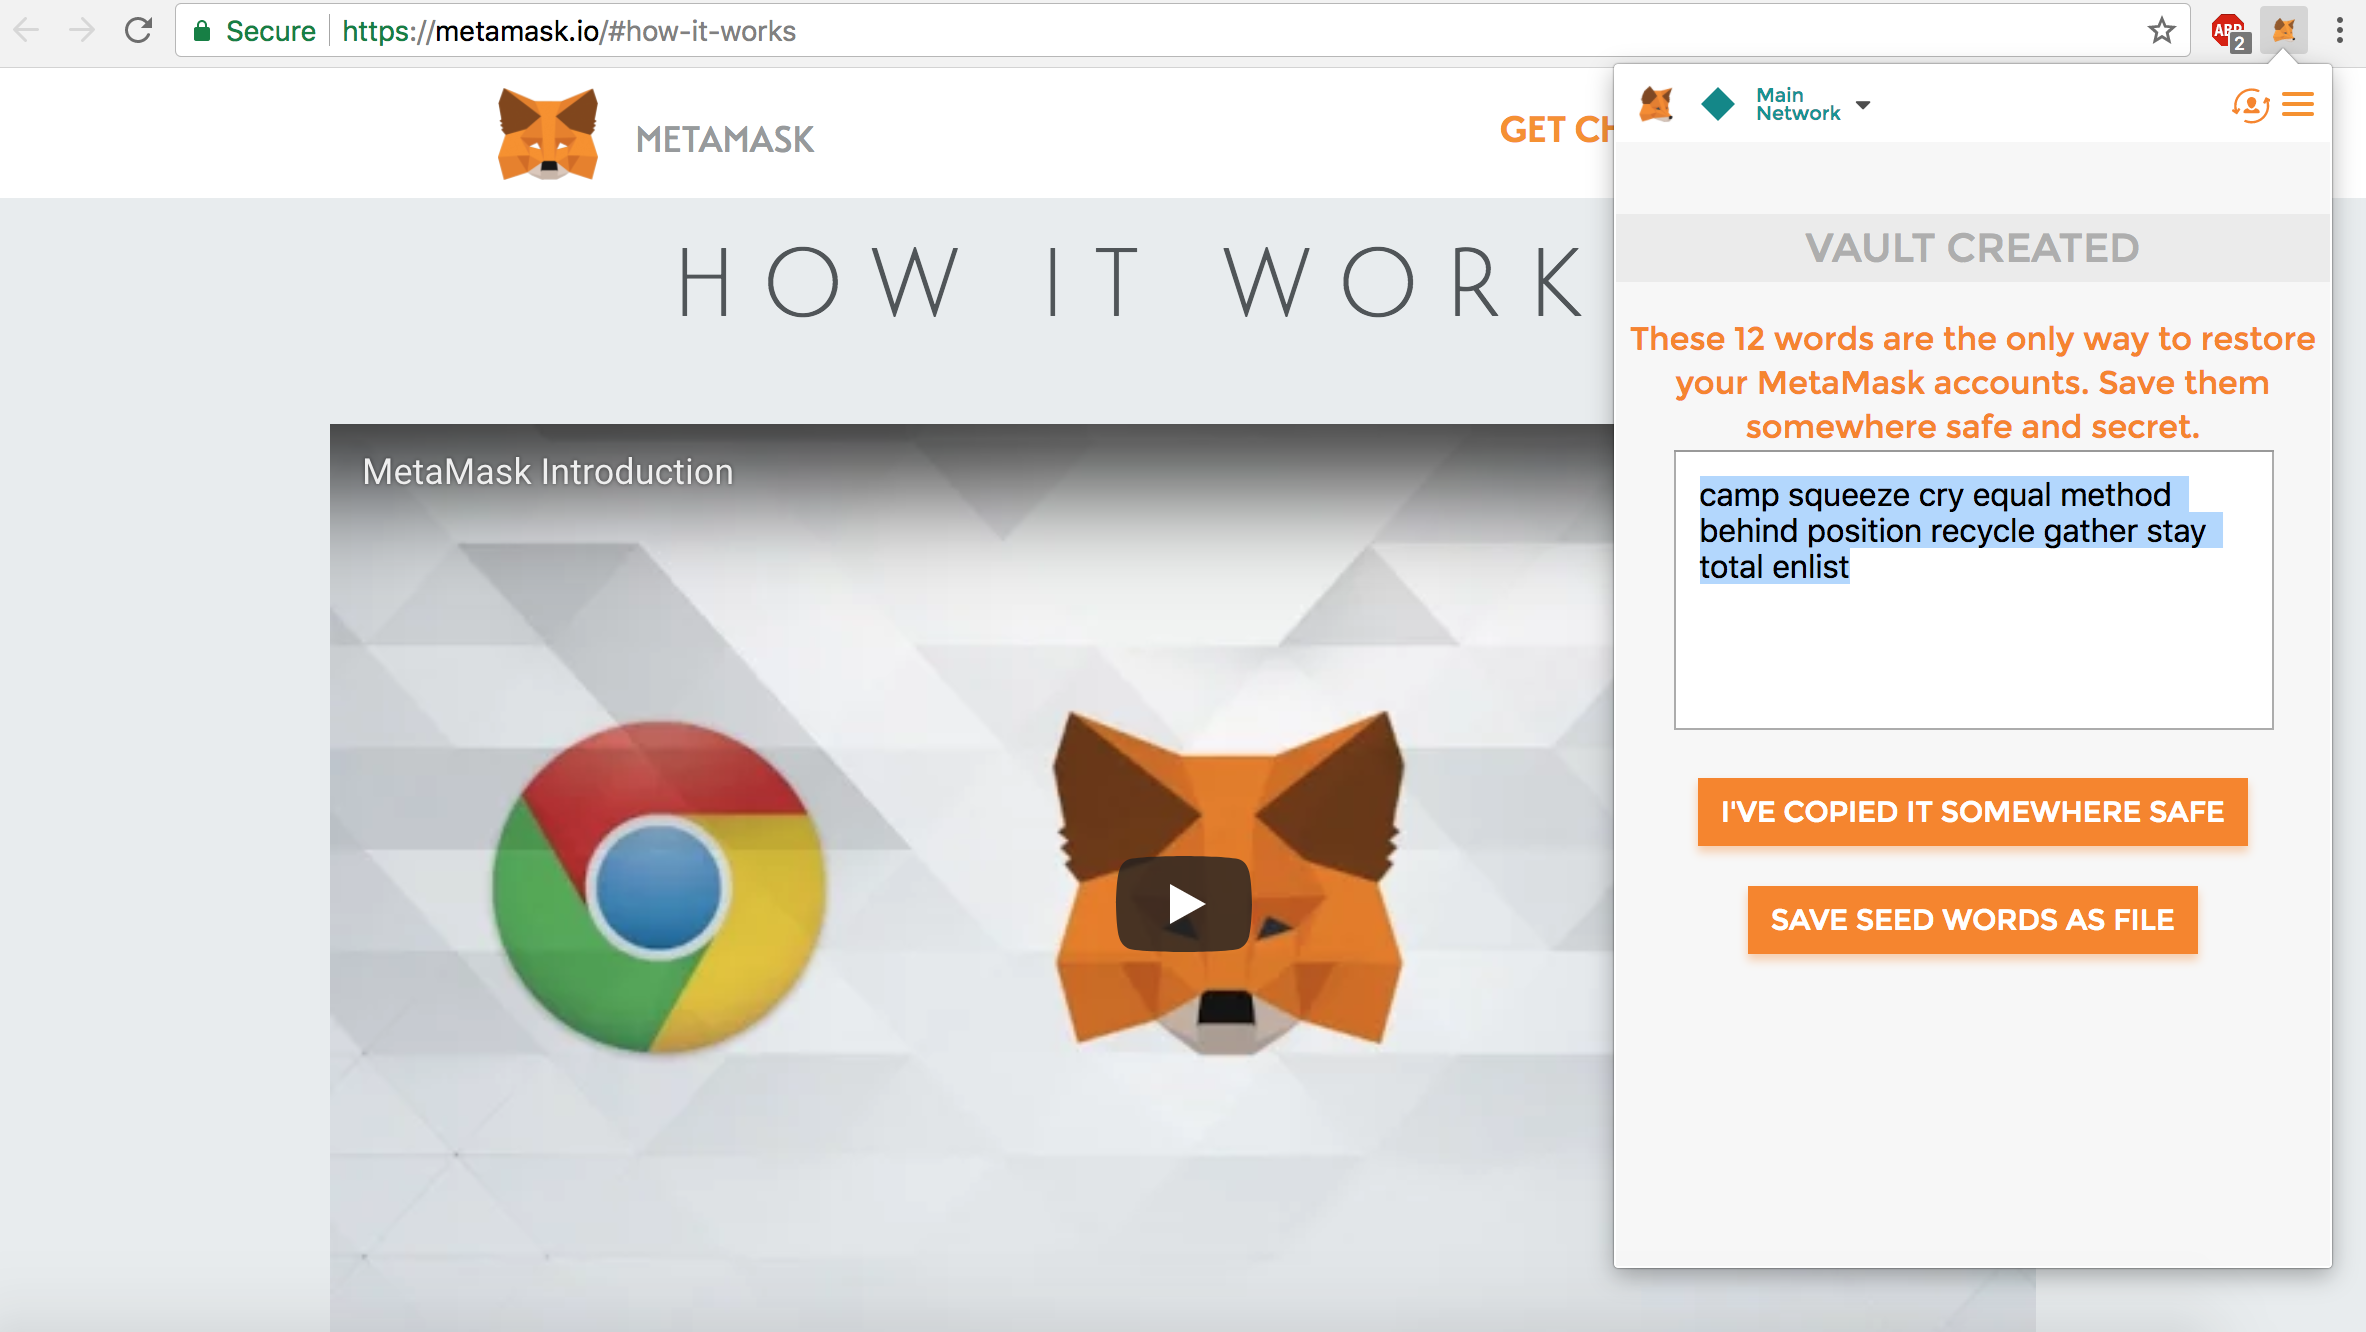 Secure https://metamask.io/#how-it-works
ABP
2
METAMASK
GET CH
HOW IT WORK
MetaMask Introduction
Main
Network
VAULT CREATED
These 12 words are the only way to restore
your MetaMask accounts. Save them
somewhere safe and secret.
camp squeeze cry equal method
behind position recycle gather stay
total enlist
I'VE COPIED IT SOMEWHERE SAFE
SAVE SEED WORDS AS FILE